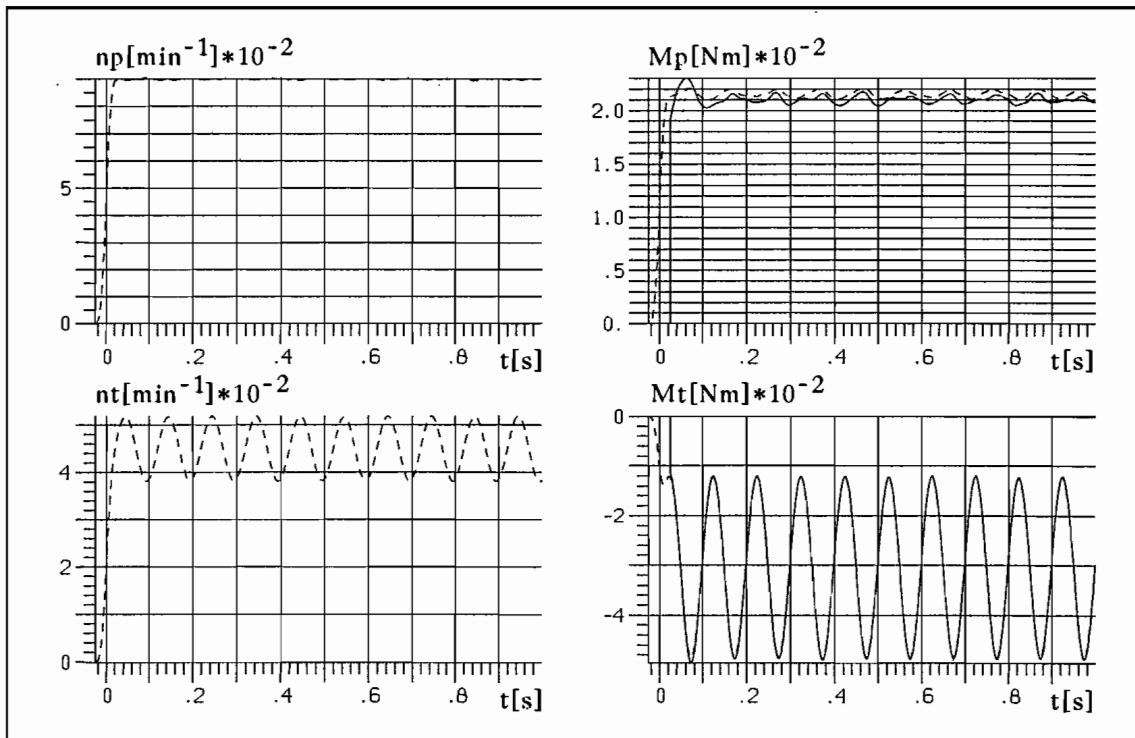 np[min⁻¹]*10⁻²
5
0
0 .2 .4 .6 .8 t[s]
Mp[Nm]*10⁻²
2.0
1.5
1.0
.5
0.
0 .2 .4 .6 .8 t[s]
nt[min⁻¹]*10⁻²
4
2
0
0 .2 .4 .6 .8 t[s]
Mt[Nm]*10⁻²
0
-2
-4
0 .2 .4 .6 .8 t[s]